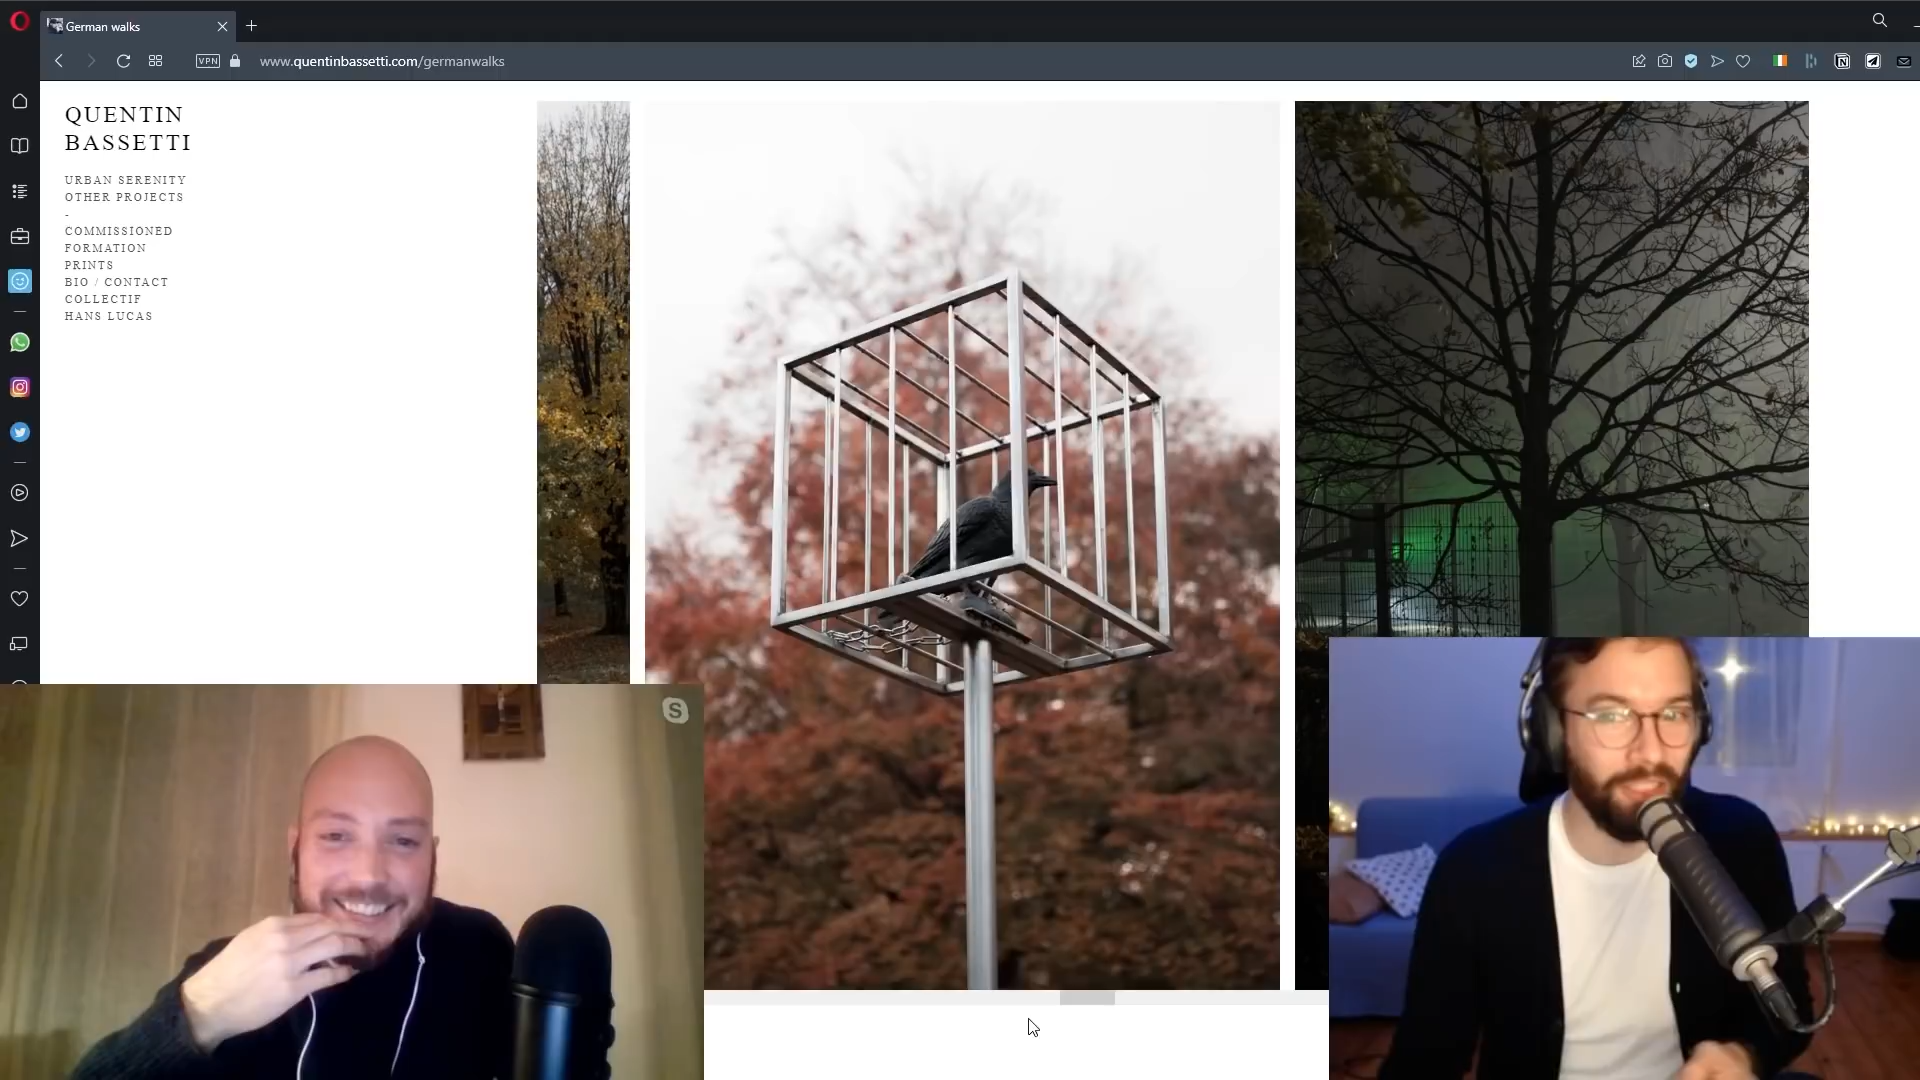 German walks
VPN
www.quentinbassetti.com/germanwalks
QUENTIN
BASSETTI
URBAN SERENITY
OTHER PROJECTS
-
COMMISSIONED
FORMATION
PRINTS
BIO / CONTACT
COLLECTIF
HANS LUCAS
S